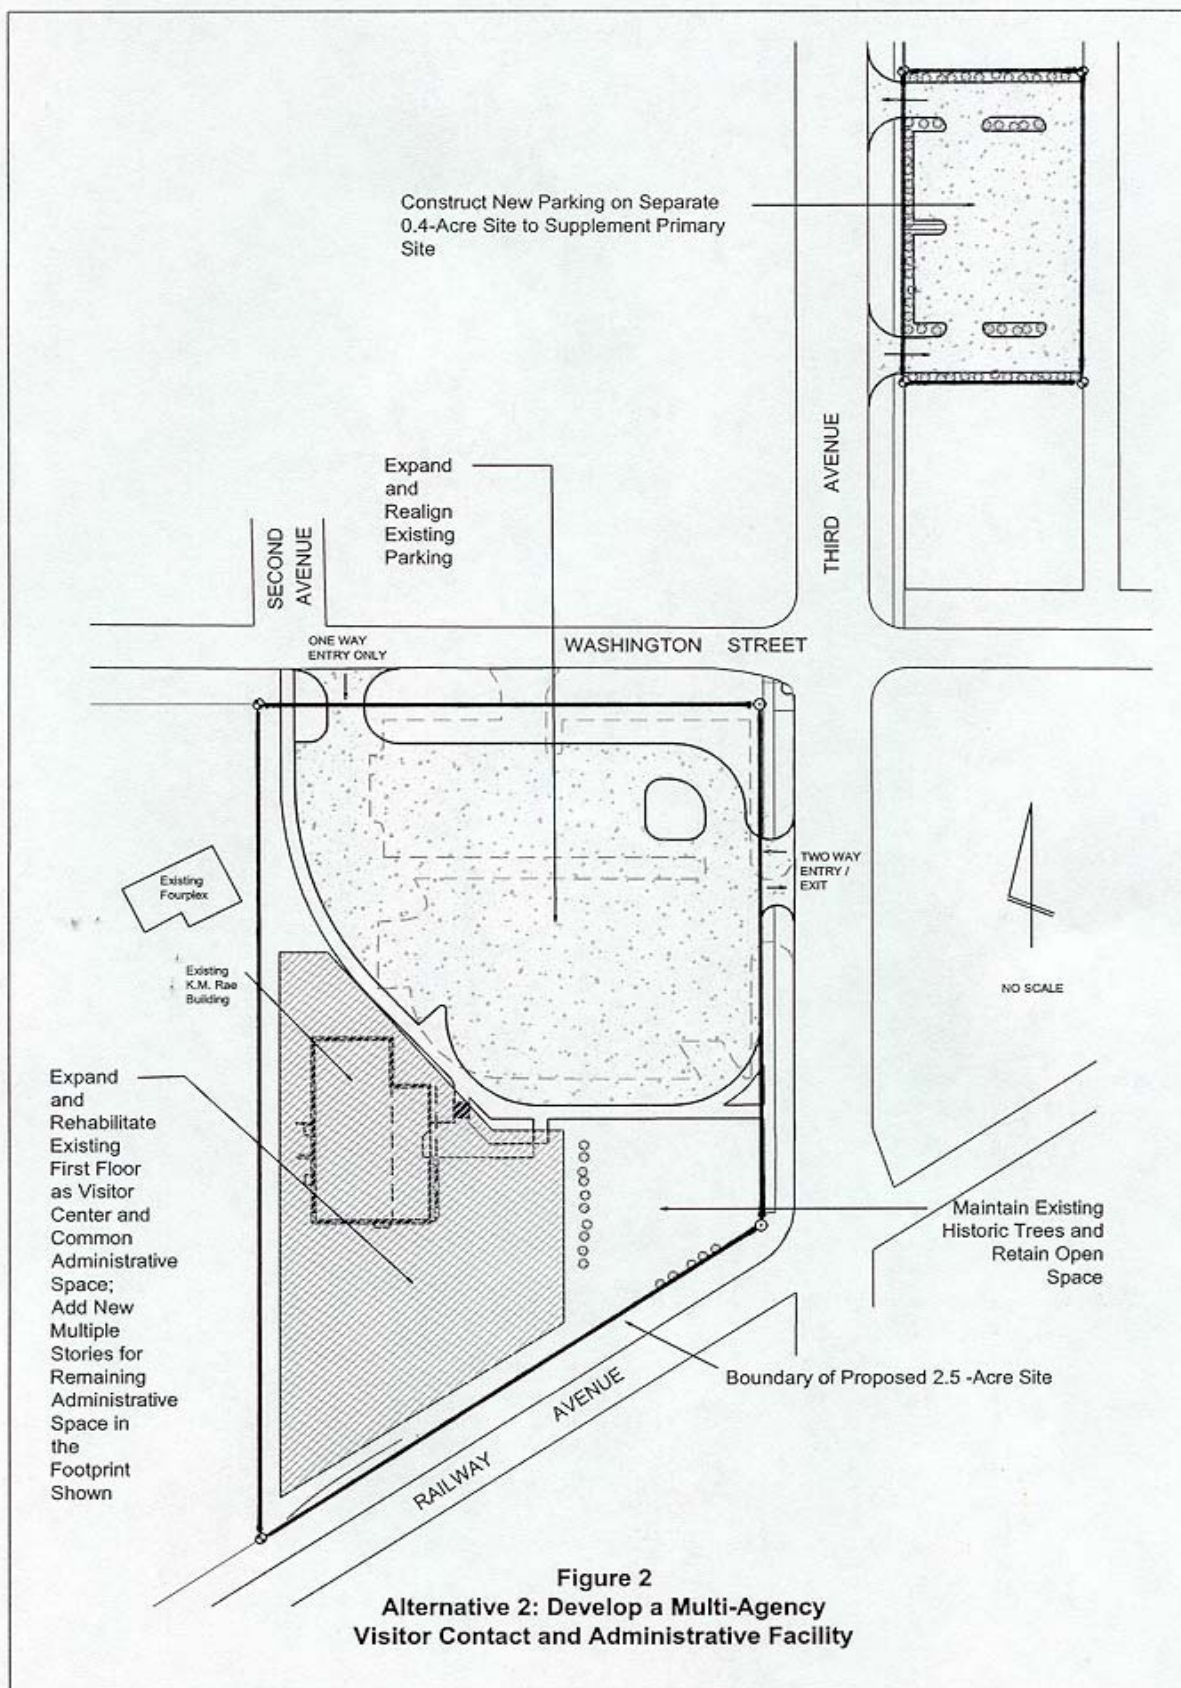 Construct New Parking on Separate
0.4-Acre Site to Supplement Primary
Site
THIRD AVENUE
Expand
and
Realign
Existing
Parking
SECOND
AVENUE
ONE WAY
ENTRY ONLY
WASHINGTON STREET
TWO WAY
ENTRY /
EXIT
Existing
Fourplex
Existing
K.M. Rae
Building
NO SCALE
Expand
and
Rehabilitate
Existing
First Floor
as Visitor
Center and
Common
Administrative
Space;
Add New
Multiple
Stories for
Remaining
Administrative
Space in
the
Footprint
Shown
Maintain Existing
Historic Trees and
Retain Open
Space
Boundary of Proposed 2.5 -Acre Site
RAILWAY AVENUE
Figure 2
Alternative 2: Develop a Multi-Agency
Visitor Contact and Administrative Facility